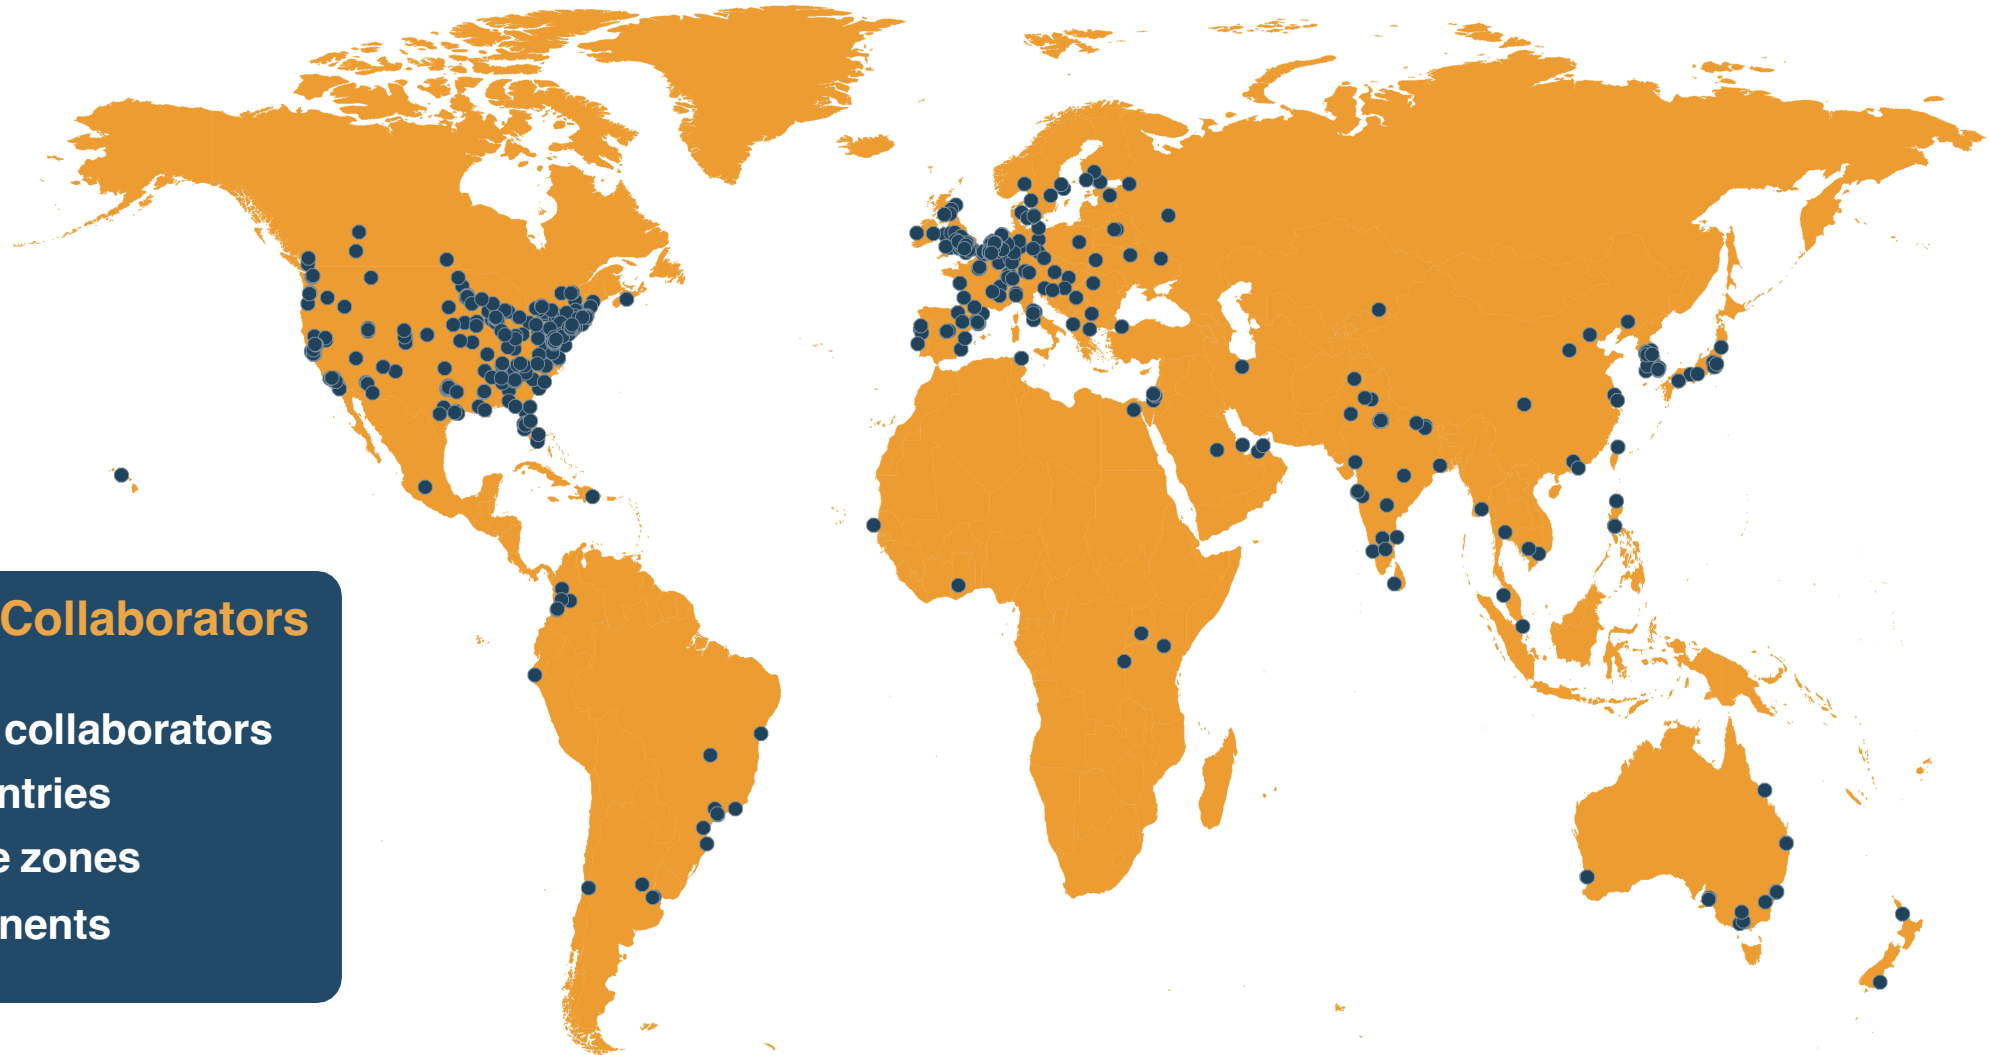 Collaborators
collaborators
ntries
e zones
nents